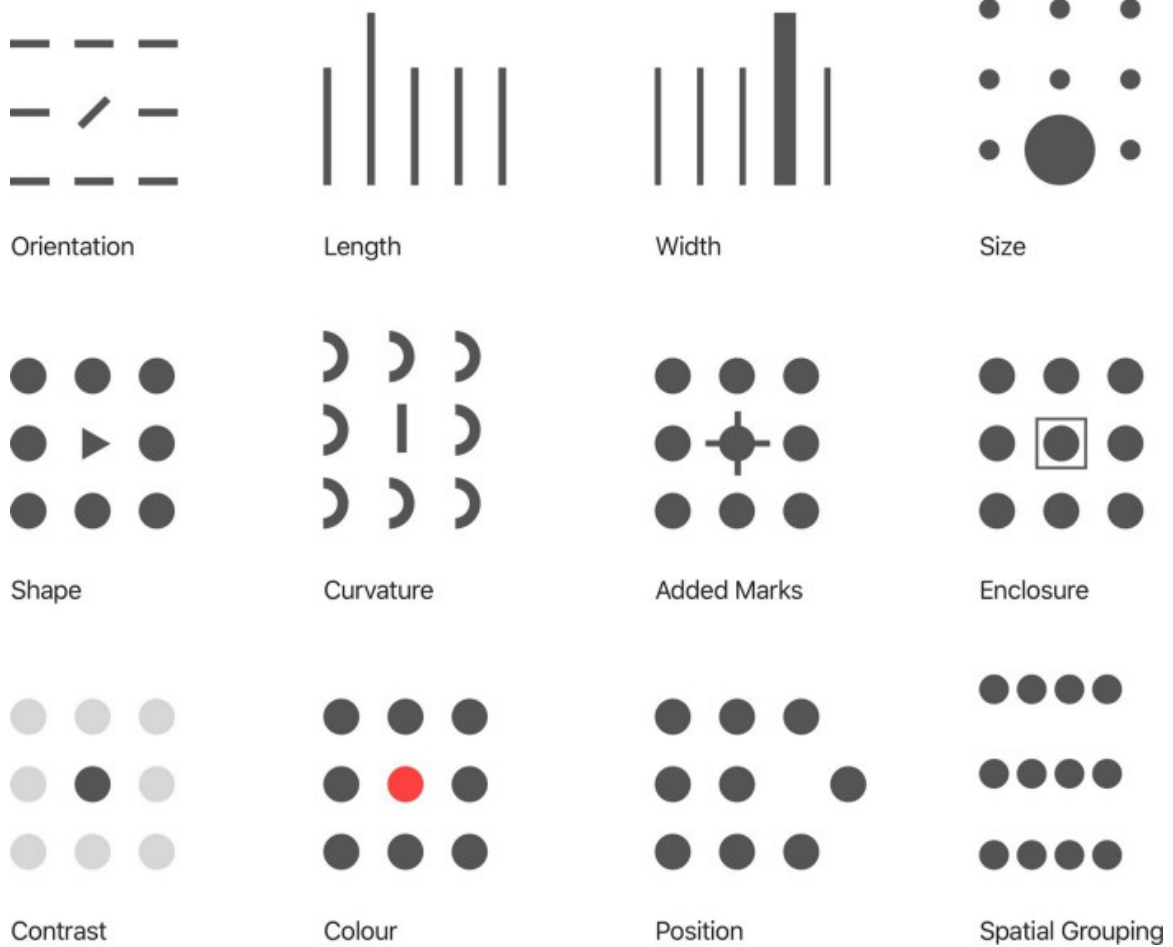 Orientation
Length
Width
Size
Shape
Curvature
Added Marks
Enclosure
Contrast
Colour
Position
Spatial Grouping